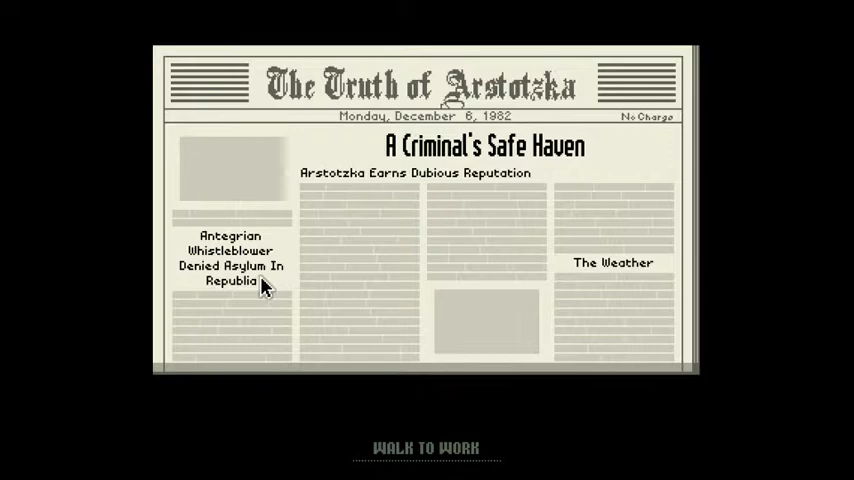 The Truth of Arstotzka
Monday, December 6, 1982
No Charge
A Criminal's Safe Haven
Arstotzka Earns Dubious Reputation
Antegrian
Whistleblower
Denied Asylum In
Republia
The Weather
WALK TO WORK